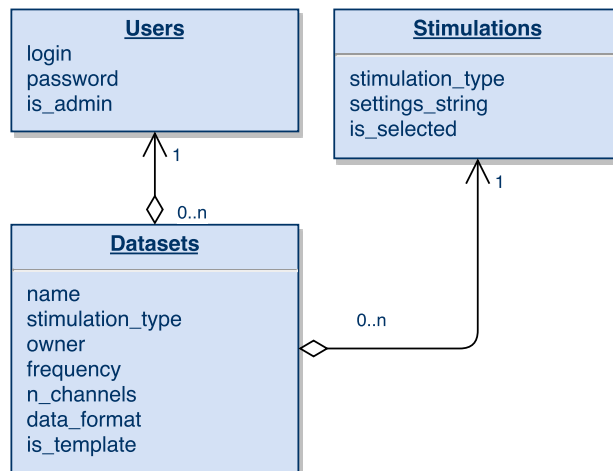 Users
login
password
is_admin
Stimulations
stimulation_type
settings_string
is_selected
1
0..n
1
Datasets
name
stimulation_type
owner
frequency
n_channels
data_format
is_template
0..n